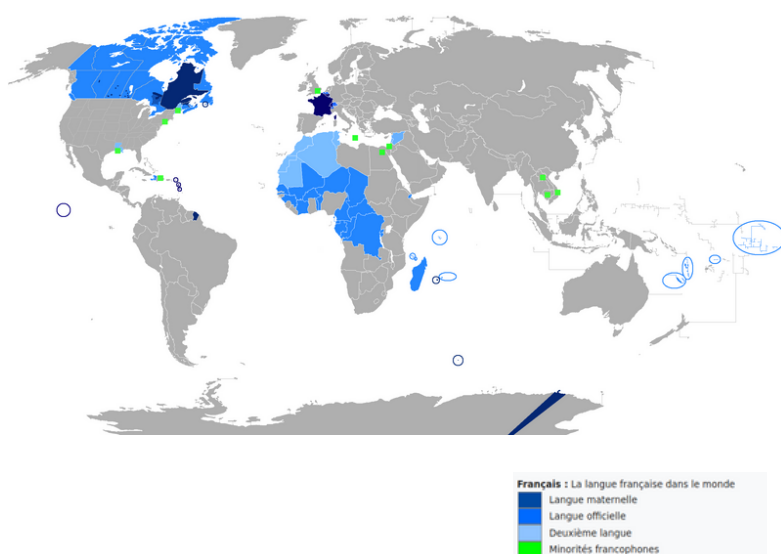 Français : La langue française dans le monde
Langue maternelle
Langue officielle
Deuxième langue
Minorités francophones